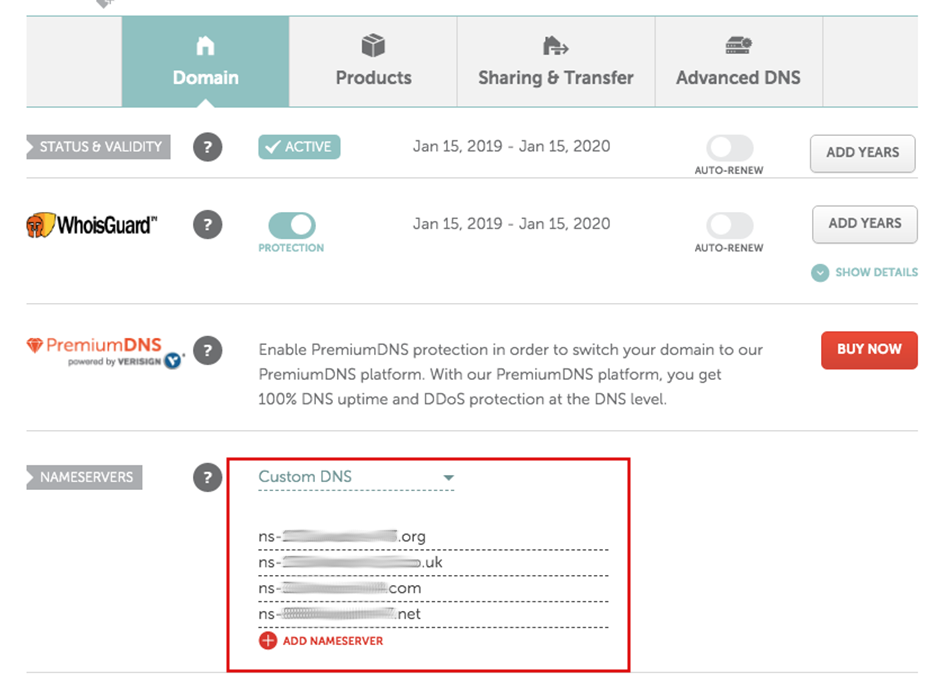 Domain
Products
Sharing & Transfer
Advanced DNS
STATUS & VALIDITY
?
ACTIVE
Jan 15, 2019 - Jan 15, 2020
AUTO-RENEW
ADD YEARS
WhoisGuard™
?
PROTECTION
Jan 15, 2019 - Jan 15, 2020
AUTO-RENEW
ADD YEARS
SHOW DETAILS
PremiumDNS
powered by VERISIGN
?
Enable PremiumDNS protection in order to switch your domain to our
PremiumDNS platform. With our PremiumDNS platform, you get
100% DNS uptime and DDoS protection at the DNS level.
BUY NOW
NAMESERVERS
?
Custom DNS
ns- .org
ns- .uk
ns- com
ns- .net
ADD NAMESERVER